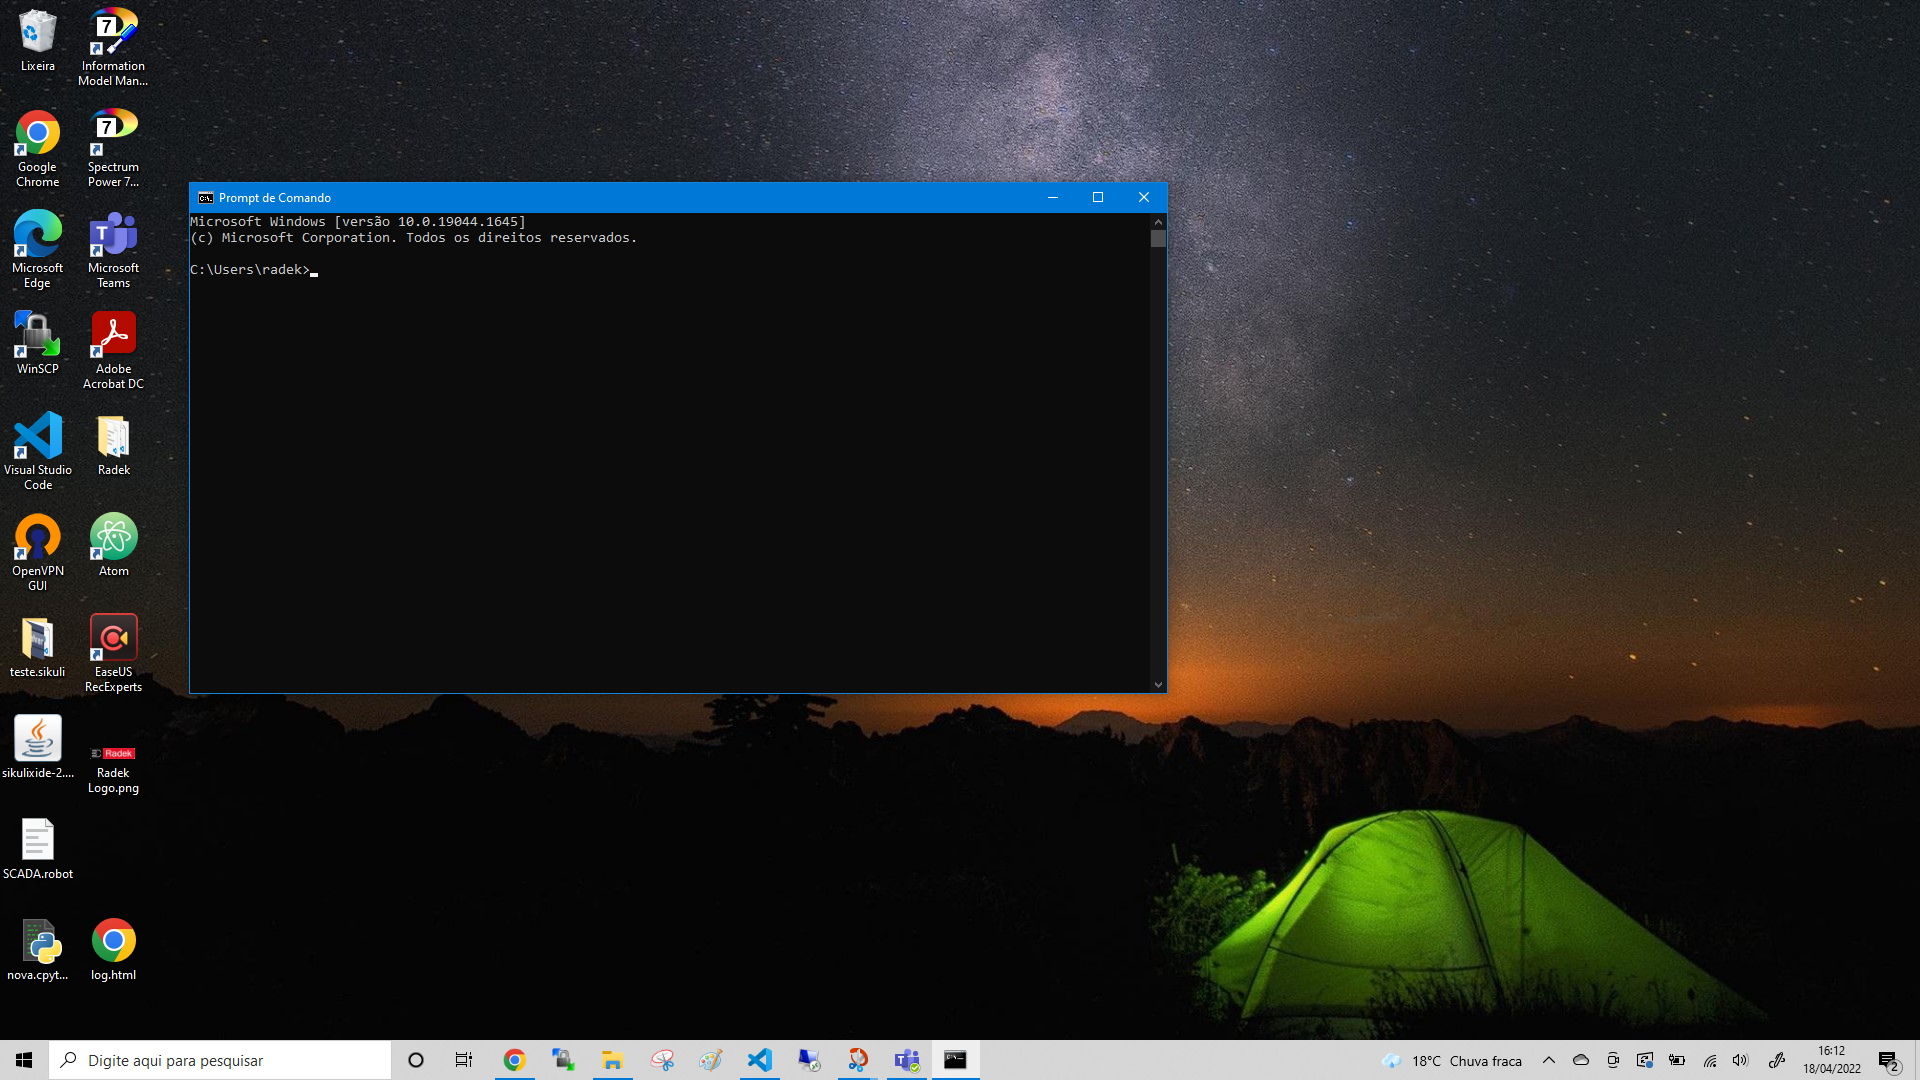 Lixeira
Information
Model Man...
Google
Chrome
Spectrum
Power 7...
Microsoft
Edge
Microsoft
Teams
WinSCP
Adobe
Acrobat DC
Visual Studio
Code
Radek
OpenVPN
GUI
Atom
teste.sikuli
EaseUS
RecExperts
sikulixide-2....
Radek
Radek
Logo.png
SCADA.robot
nova.cpyt...
log.html
Prompt de Comando
Microsoft Windows [versão 10.0.19044.1645]
(c) Microsoft Corporation. Todos os direitos reservados.
C:\Users\radek>
Digite aqui para pesquisar
18°C Chuva fraca
16:12
18/04/2022
2